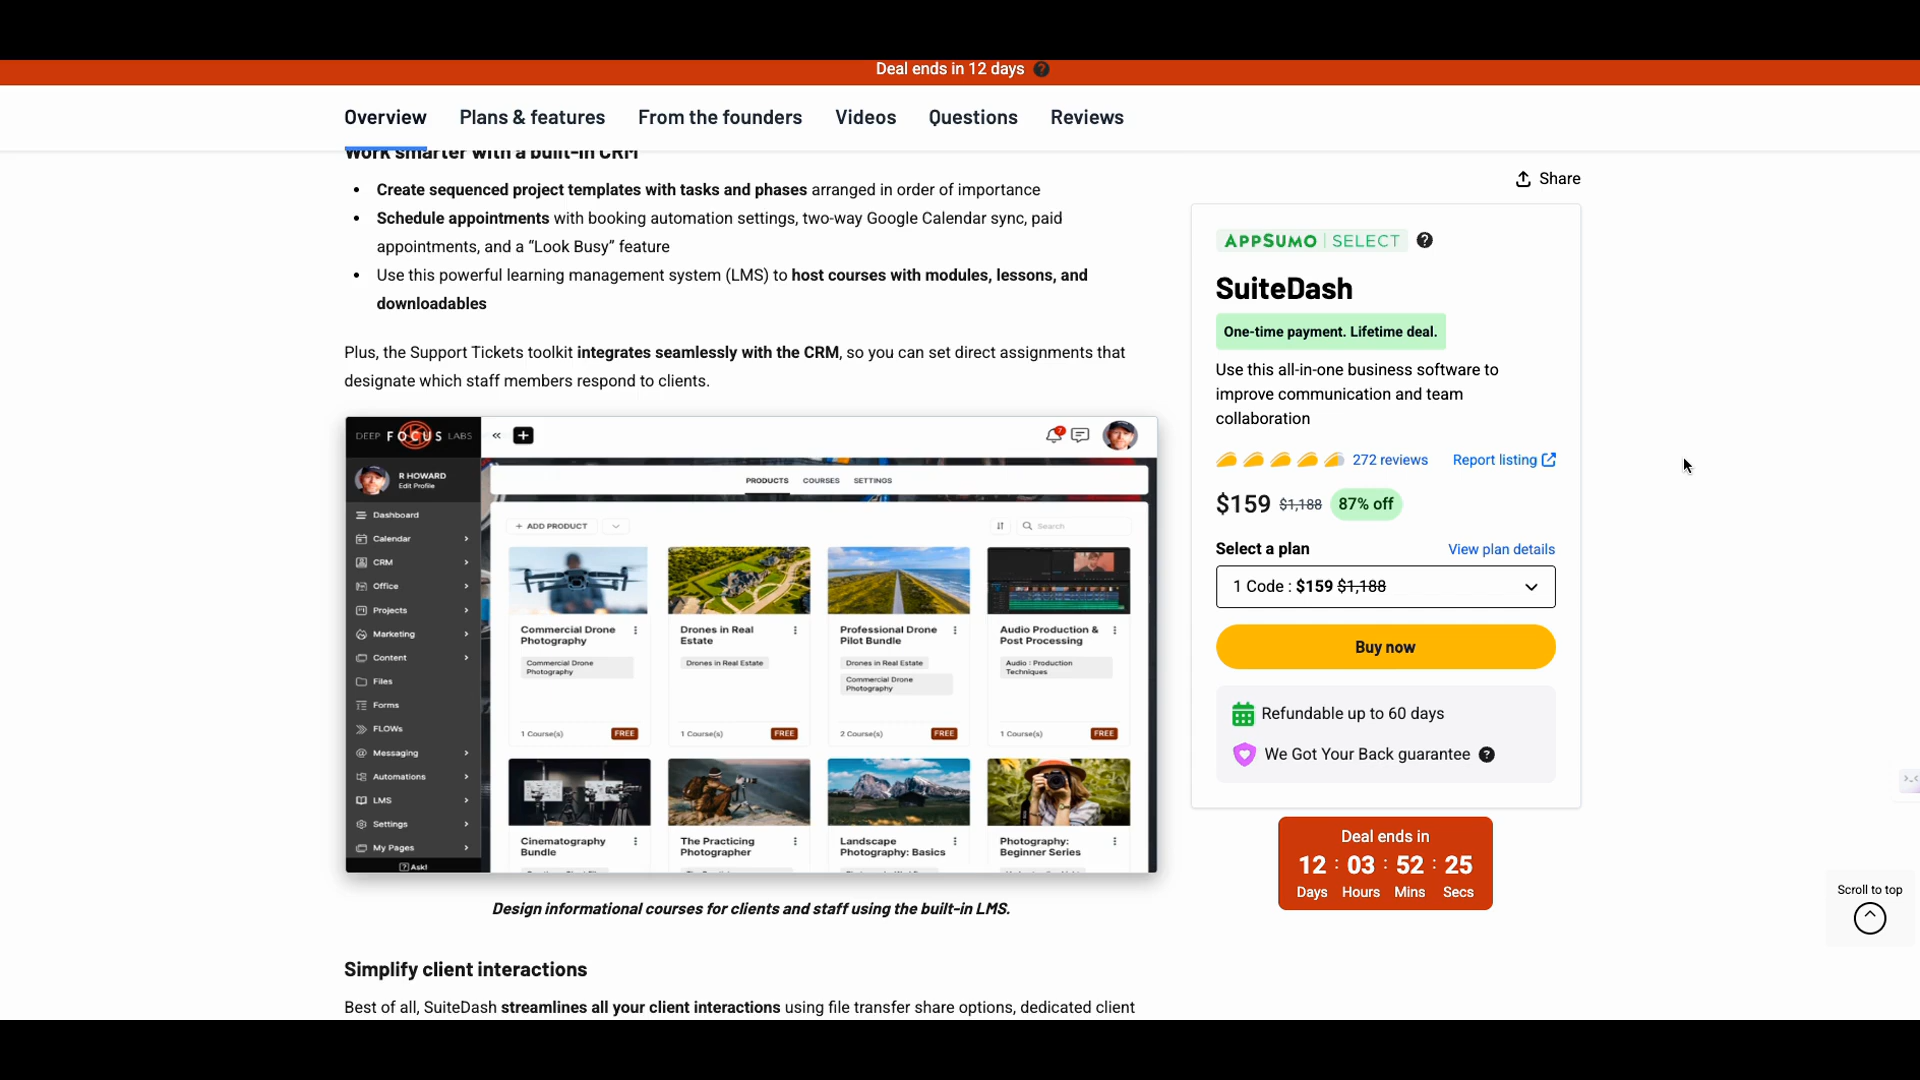 Deal ends in 12 days
Overview
Plans & features
From the founders
Videos
Questions
Reviews
Work smarter with a built-in CRM
• Create sequenced project templates with tasks and phases arranged in order of importance
• Schedule appointments with booking automation settings, two-way Google Calendar sync, paid
appointments, and a “Look Busy” feature
• Use this powerful learning management system (LMS) to host courses with modules, lessons, and
downloadables
Plus, the Support Tickets toolkit integrates seamlessly with the CRM, so you can set direct assignments that
designate which staff members respond to clients.
DEEP FOCUS LABS
7
R HOWARD
Edit Profile
Dashboard
Calendar
CRM
Office
Projects
Marketing
Content
Files
Forms
FLOWs
Messaging
Automations
LMS
Settings
My Pages
Ask!
PRODUCTS
COURSES
SETTINGS
+ ADD PRODUCT
Search
Commercial Drone
Photography
Commercial Drone
Photography
1 Course(s)
FREE
Drones in Real
Estate
Drones in Real Estate
1 Course(s)
FREE
Professional Drone
Pilot Bundle
Drones in Real Estate
Commercial Drone
Photography
2 Course(s)
FREE
Audio Production &
Post Processing
Audio : Production
Techniques
1 Course(s)
FREE
Cinematography
Bundle
The Practicing
Photographer
Landscape
Photography: Basics
Photography:
Beginner Series
Design informational courses for clients and staff using the built-in LMS.
Simplify client interactions
Best of all, SuiteDash streamlines all your client interactions using file transfer share options, dedicated client
Share
APPSUMO | SELECT
SuiteDash
One-time payment. Lifetime deal.
Use this all-in-one business software to
improve communication and team
collaboration
272 reviews
Report listing
$159 $1,188 87% off
Select a plan
View plan details
1 Code : $159 $1,188
Buy now
Refundable up to 60 days
We Got Your Back guarantee
Deal ends in
12 : 03 : 52 : 25
Days Hours Mins Secs
Scroll to top